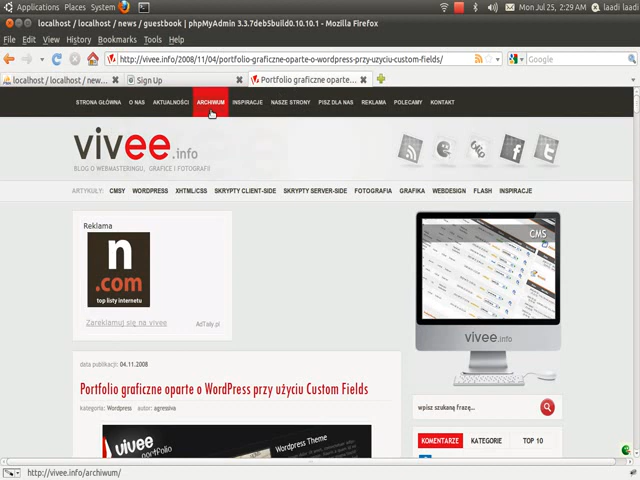 Applications Places System Mon Jul 25, 2:29 AM laadi laadi
localhost / localhost / news / guestbook | phpMyAdmin 3.3.7deb5build0.10.10.1 - Mozilla Firefox
File Edit View History Bookmarks Tools Help
http://vivee.info/2008/11/04/portfolio-graficzne-oparte-o-wordpress-przy-uzyciu-custom-fields/ Google
localhost / localhost / new... Sign Up Portfolio graficzne oparte...
STRONA GŁÓWNA O NAS AKTUALNOŚCI ARCHIWUM INSPIRACJE NASZE STRONY PISZ DLA NAS REKLAMA POLECAMY KONTAKT
vivee.info
BLOG O WEBMASTERINGU, GRAFICE I FOTOGRAFII
blip f t
ARTYKUŁY: CMSY WORDPRESS XHTML/CSS SKRYPTY CLIENT-SIDE SKRYPTY SERVER-SIDE FOTOGRAFIA GRAFIKA WEBDESIGN FLASH INSPIRACJE
Reklama
n
.com
top listy internetu
Zareklamuj się na vivee AdTaily.pl
CMS
vivee.info
data publikacji: 04.11.2008
Portfolio graficzne oparte o WordPress przy użyciu Custom Fields
kategoria: Wordpress autor: agressiva
wpisz szukaną frazę...
vivee
portfolio
Wordpress Theme
KOMENTARZE KATEGORIE TOP 10
http://vivee.info/archiwum/